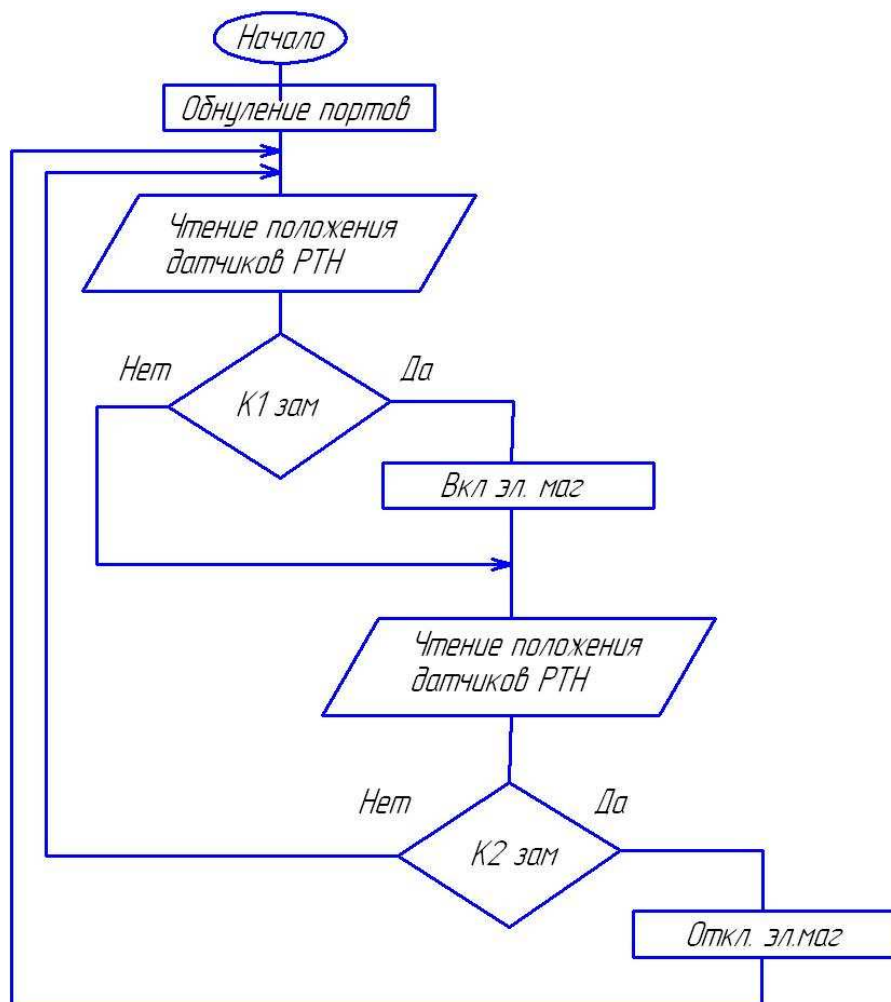 Начало
Обнуление портов
Чтение положения
датчиков РТН
Нет
Да
К1 зам
Вкл эл. маг
Чтение положения
датчиков РТН
Нет
Да
К2 зам
Откл. эл.маг